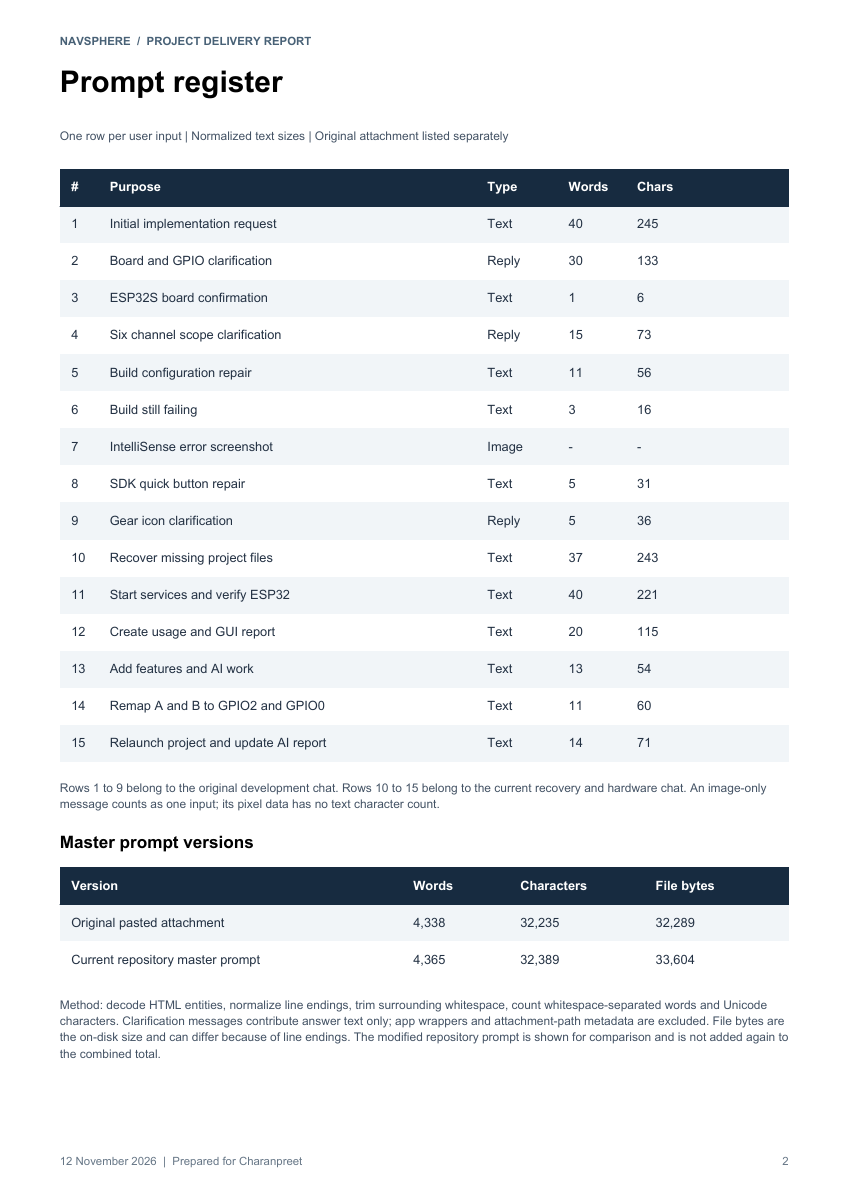 NAVSPHERE / PROJECT DELIVERY REPORT
Prompt register
One row per user input | Normalized text sizes | Original attachment listed separately
# Purpose Type Words Chars
1 Initial implementation request Text 40 245
2 Board and GPIO clarification Reply 30 133
3 ESP32S board confirmation Text 1 6
4 Six channel scope clarification Reply 15 73
5 Build configuration repair Text 11 56
6 Build still failing Text 3 16
7 IntelliSense error screenshot Image - -
8 SDK quick button repair Text 5 31
9 Gear icon clarification Reply 5 36
10 Recover missing project files Text 37 243
11 Start services and verify ESP32 Text 40 221
12 Create usage and GUI report Text 20 115
13 Add features and AI work Text 13 54
14 Remap A and B to GPIO2 and GPIO0 Text 11 60
15 Relaunch project and update AI report Text 14 71
Rows 1 to 9 belong to the original development chat. Rows 10 to 15 belong to the current recovery and hardware chat. An image-only
message counts as one input; its pixel data has no text character count.
Master prompt versions
Version Words Characters File bytes
Original pasted attachment 4,338 32,235 32,289
Current repository master prompt 4,365 32,389 33,604
Method: decode HTML entities, normalize line endings, trim surrounding whitespace, count whitespace-separated words and Unicode
characters. Clarification messages contribute answer text only; app wrappers and attachment-path metadata are excluded. File bytes are
the on-disk size and can differ because of line endings. The modified repository prompt is shown for comparison and is not added again to
the combined total.
12 November 2026 | Prepared for Charanpreet 2